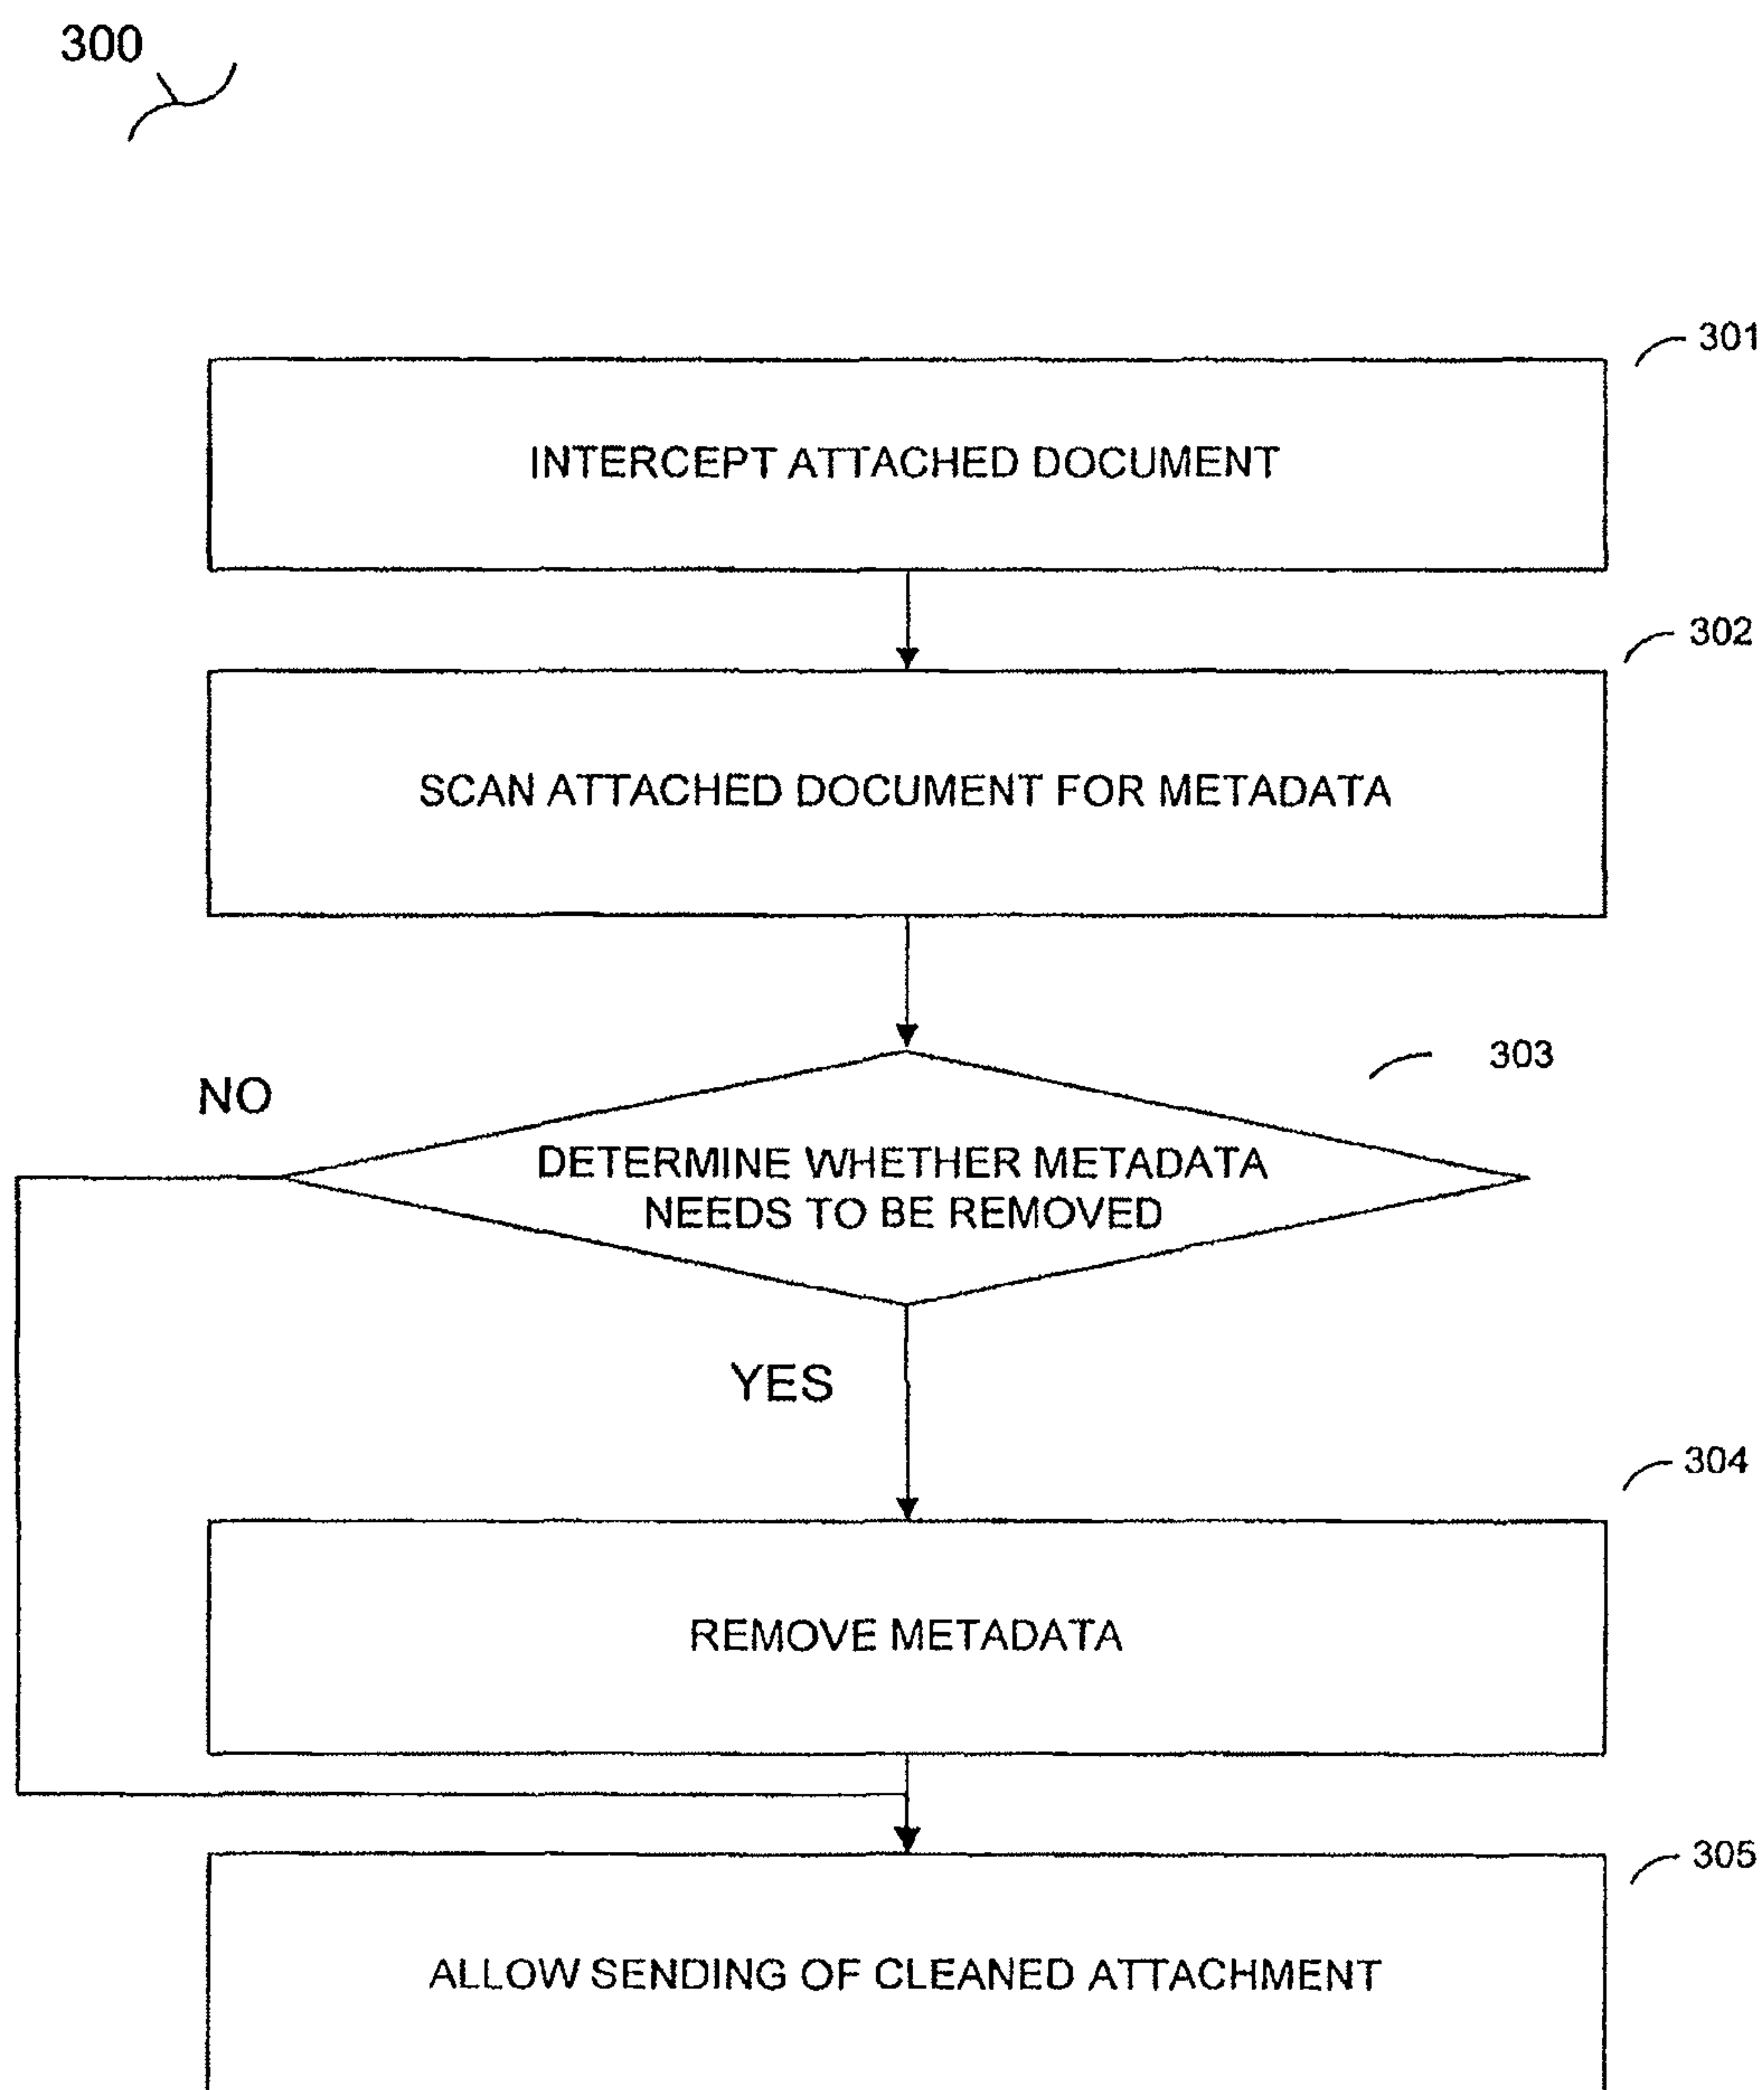 300
301
INTERCEPT ATTACHED DOCUMENT
302
SCAN ATTACHED DOCUMENT FOR METADATA
303
NO
DETERMINE WHETHER METADATA
NEEDS TO BE REMOVED
YES
304
REMOVE METADATA
305
ALLOW SENDING OF CLEANED ATTACHMENT